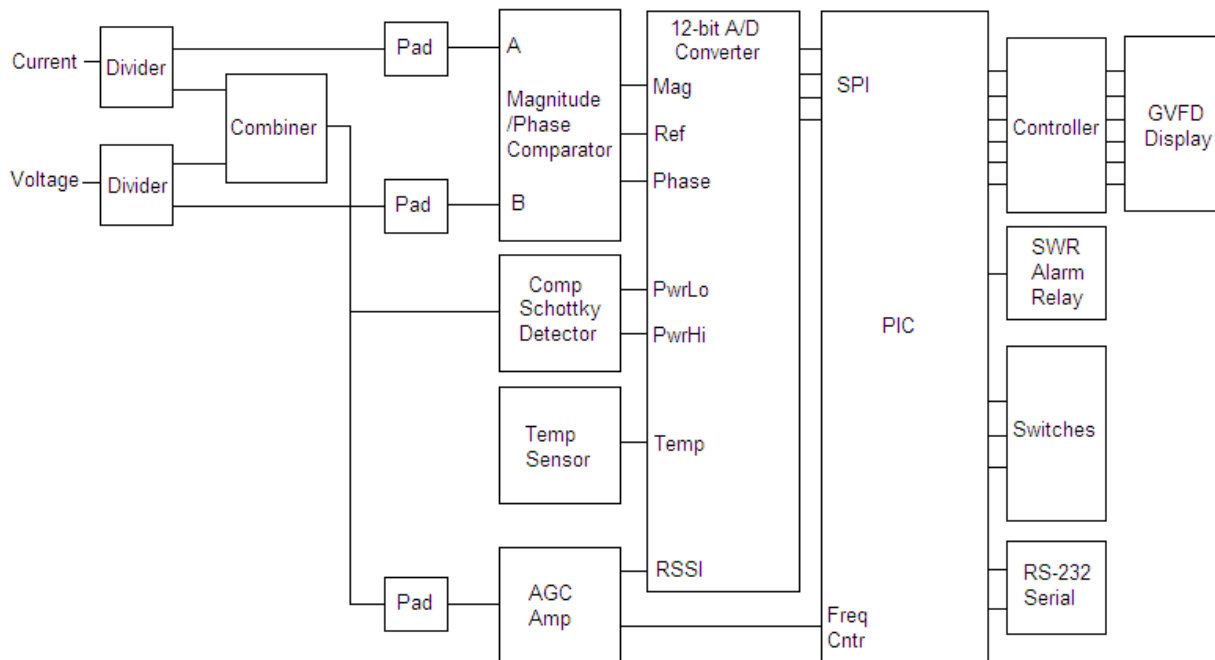 Current
Divider
Pad
A
Magnitude
/Phase
Comparator
B
12-bit A/D
Converter
Mag
Ref
Phase
SPI
Controller
GVFD
Display
Combiner
Voltage
Divider
Pad
Comp
Schottky
Detector
PwrLo
PwrHi
PIC
SWR
Alarm
Relay
Temp
Sensor
Temp
Switches
Pad
AGC
Amp
RSSI
Freq
Cntr
RS-232
Serial